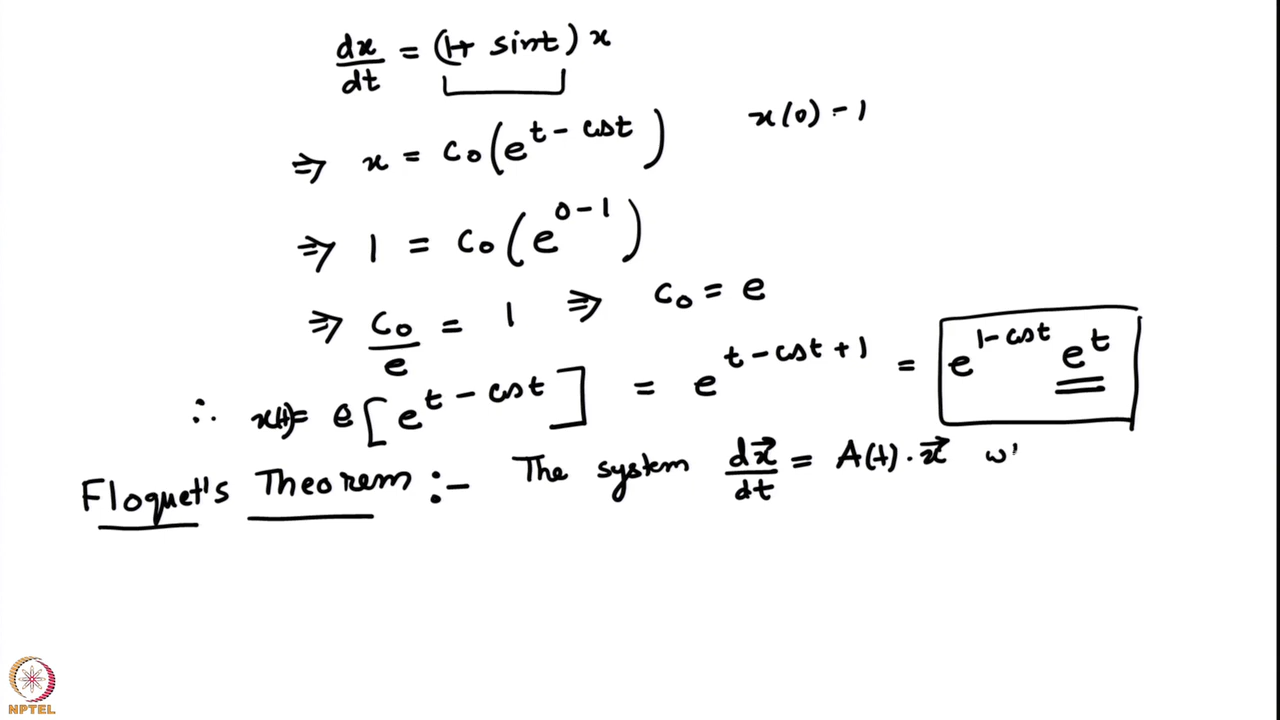 dx/dt = (1+ sint) x
⇒ x = c₀(e^{t - cost})    x(0) - 1
⇒ 1 = c₀(e^{0-1})
⇒ c₀/e = 1 ⇒ c₀ = e
∴ x(t)= e[e^{t - cost}] = e^{t - cost + 1} = e^{1-cost} e^t
Floquet's Theorem :- The system dx⃗/dt = A(t)·x⃗ w
NPTEL